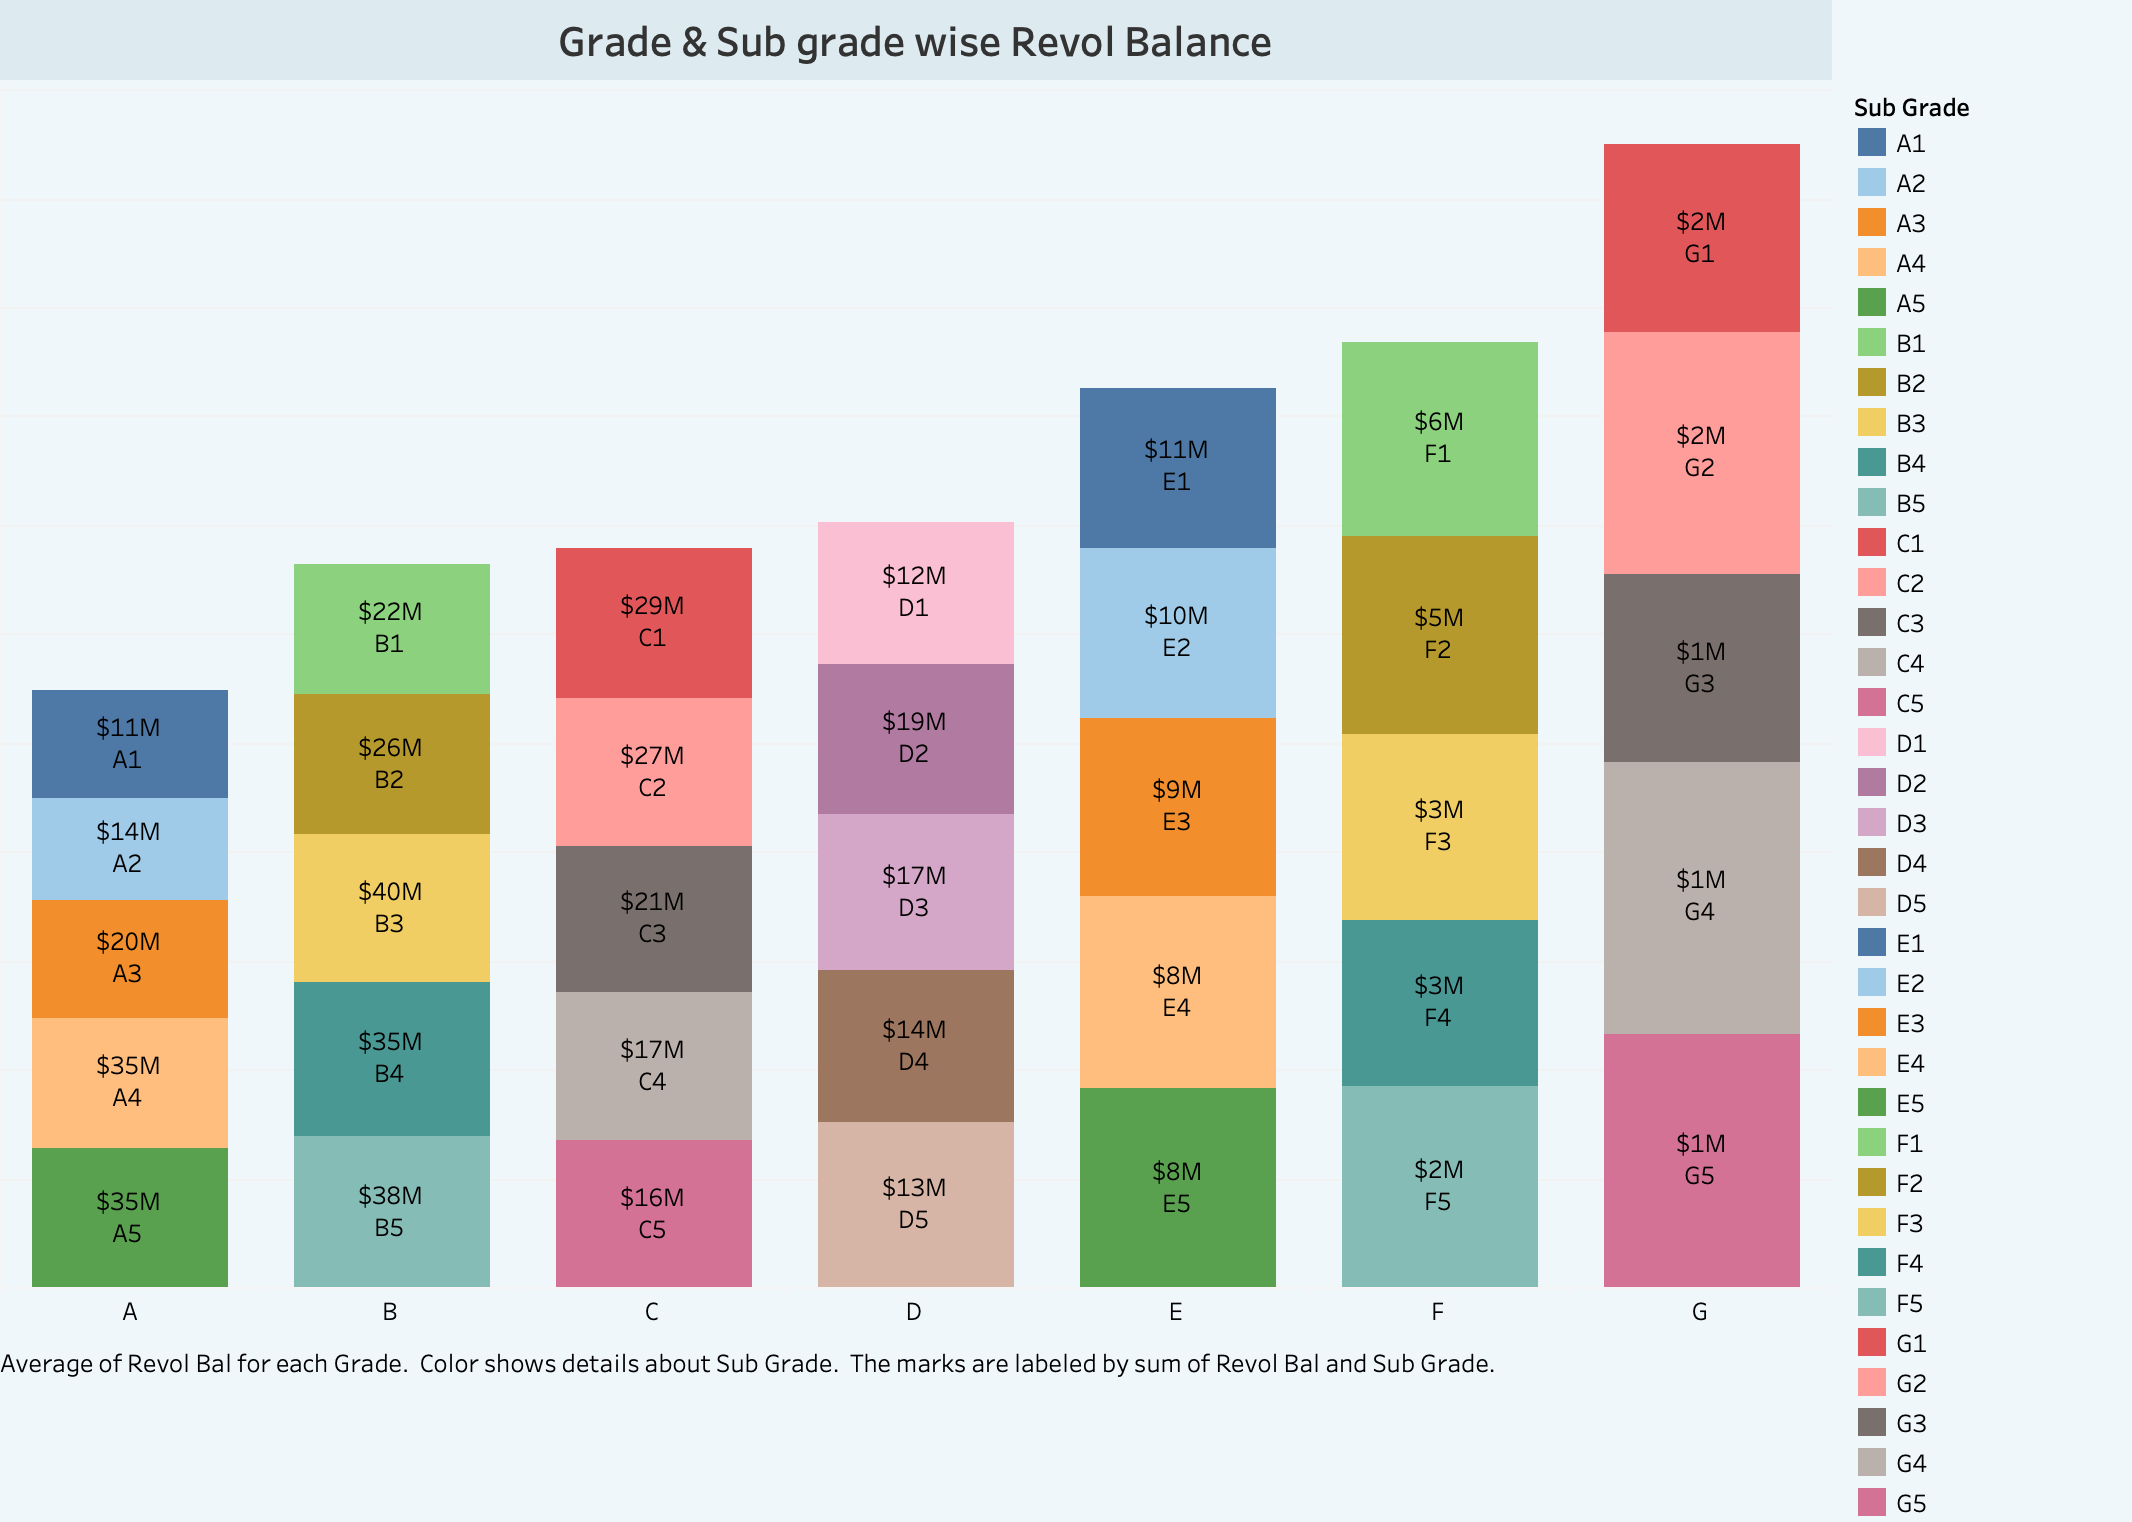 Grade & Sub grade wise Revol Balance
$11M
A1
$14M
A2
$20M
A3
$35M
A4
$35M
A5
A
$22M
B1
$26M
B2
$40M
B3
$35M
B4
$38M
B5
B
$29M
C1
$27M
C2
$21M
C3
$17M
C4
$16M
C5
C
$12M
D1
$19M
D2
$17M
D3
$14M
D4
$13M
D5
D
$11M
E1
$10M
E2
$9M
E3
$8M
E4
$8M
E5
E
$6M
F1
$5M
F2
$3M
F3
$3M
F4
$2M
F5
F
$2M
G1
$2M
G2
$1M
G3
$1M
G4
$1M
G5
G
Average of Revol Bal for each Grade.  Color shows details about Sub Grade.  The marks are labeled by sum of Revol Bal and Sub Grade.
Sub Grade
A1
A2
A3
A4
A5
B1
B2
B3
B4
B5
C1
C2
C3
C4
C5
D1
D2
D3
D4
D5
E1
E2
E3
E4
E5
F1
F2
F3
F4
F5
G1
G2
G3
G4
G5